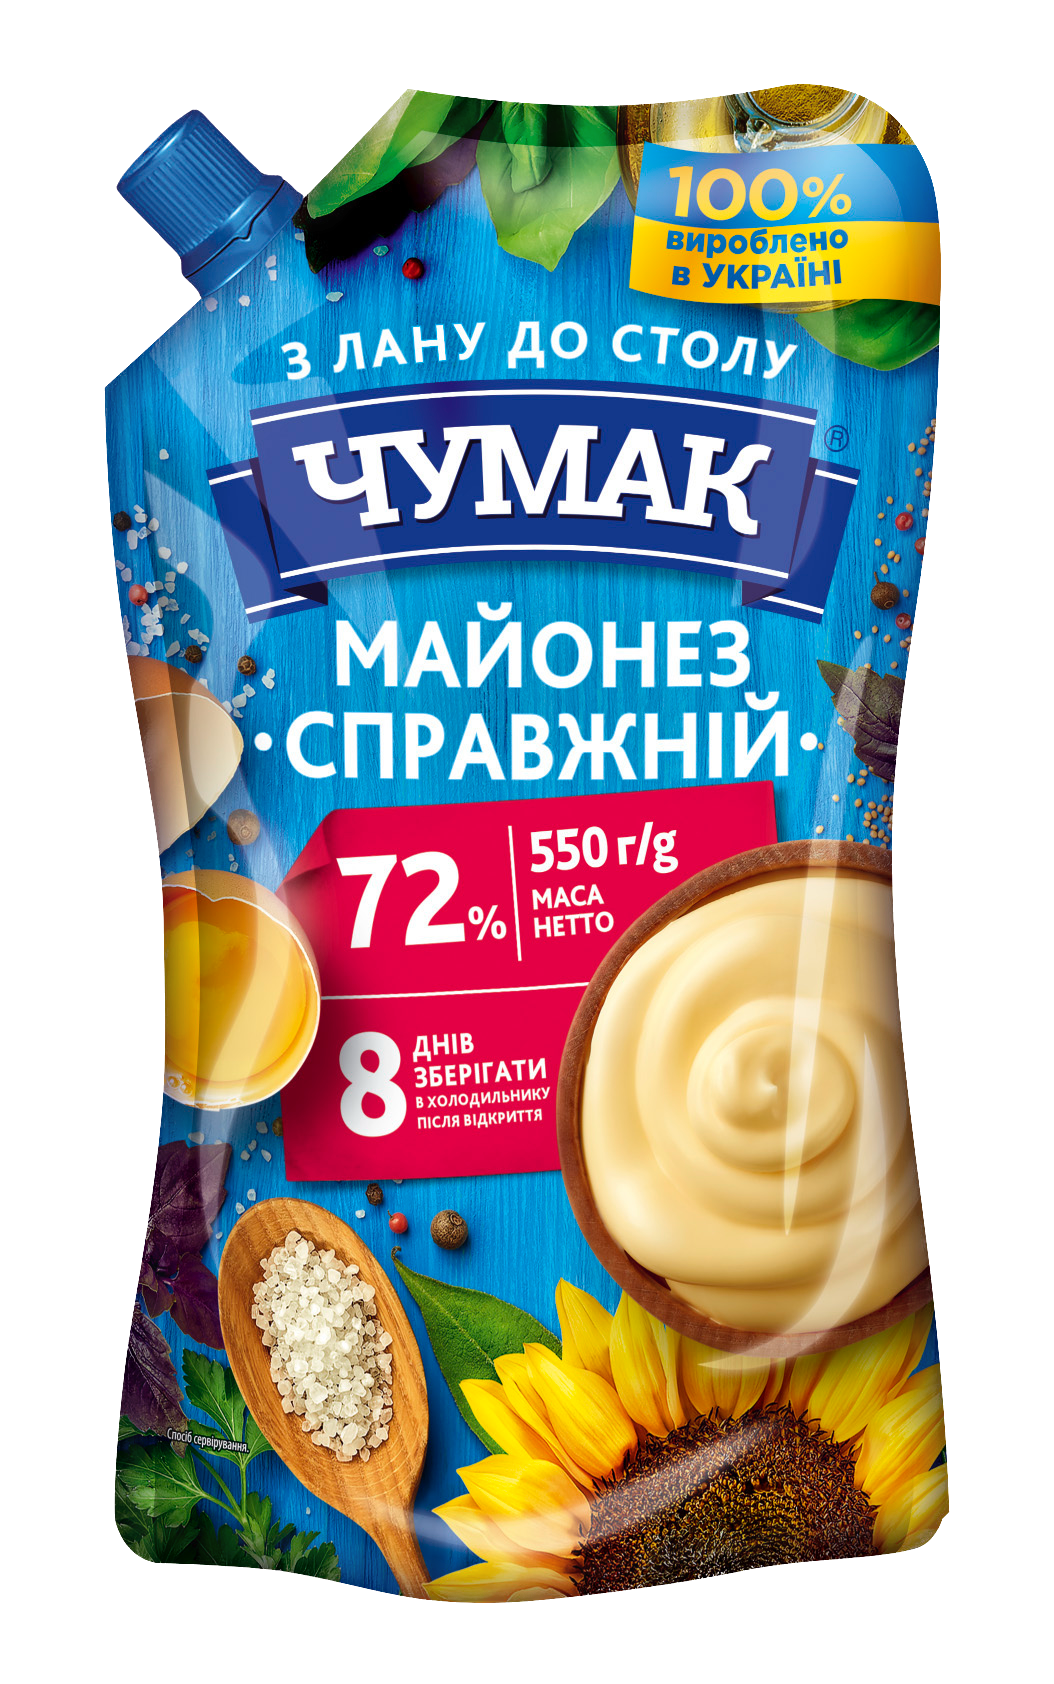 100%
вироблено
в УКРАЇНІ
З ЛАНУ ДО СТОЛУ
ЧУМАК
®
МАЙОНЕЗ
•СПРАВЖНІЙ•
72%
550 г/g
МАСА
НЕТТО
8
ДНІВ
ЗБЕРІГАТИ
В ХОЛОДИЛЬНИКУ
ПІСЛЯ ВІДКРИТТЯ
Спосіб сервірування.